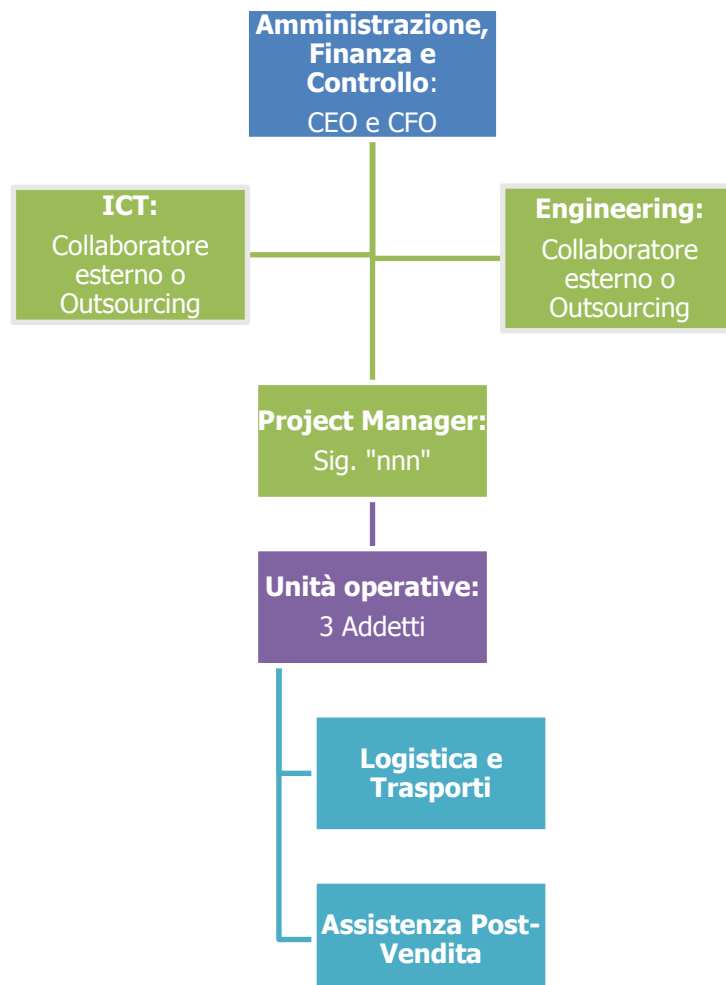 Amministrazione,
Finanza e
Controllo:
CEO e CFO
ICT:
Collaboratore
esterno o
Outsourcing
Engineering:
Collaboratore
esterno o
Outsourcing
Project Manager:
Sig. "nnn"
Unità operative:
3 Addetti
Logistica e
Trasporti
Assistenza Post-
Vendita